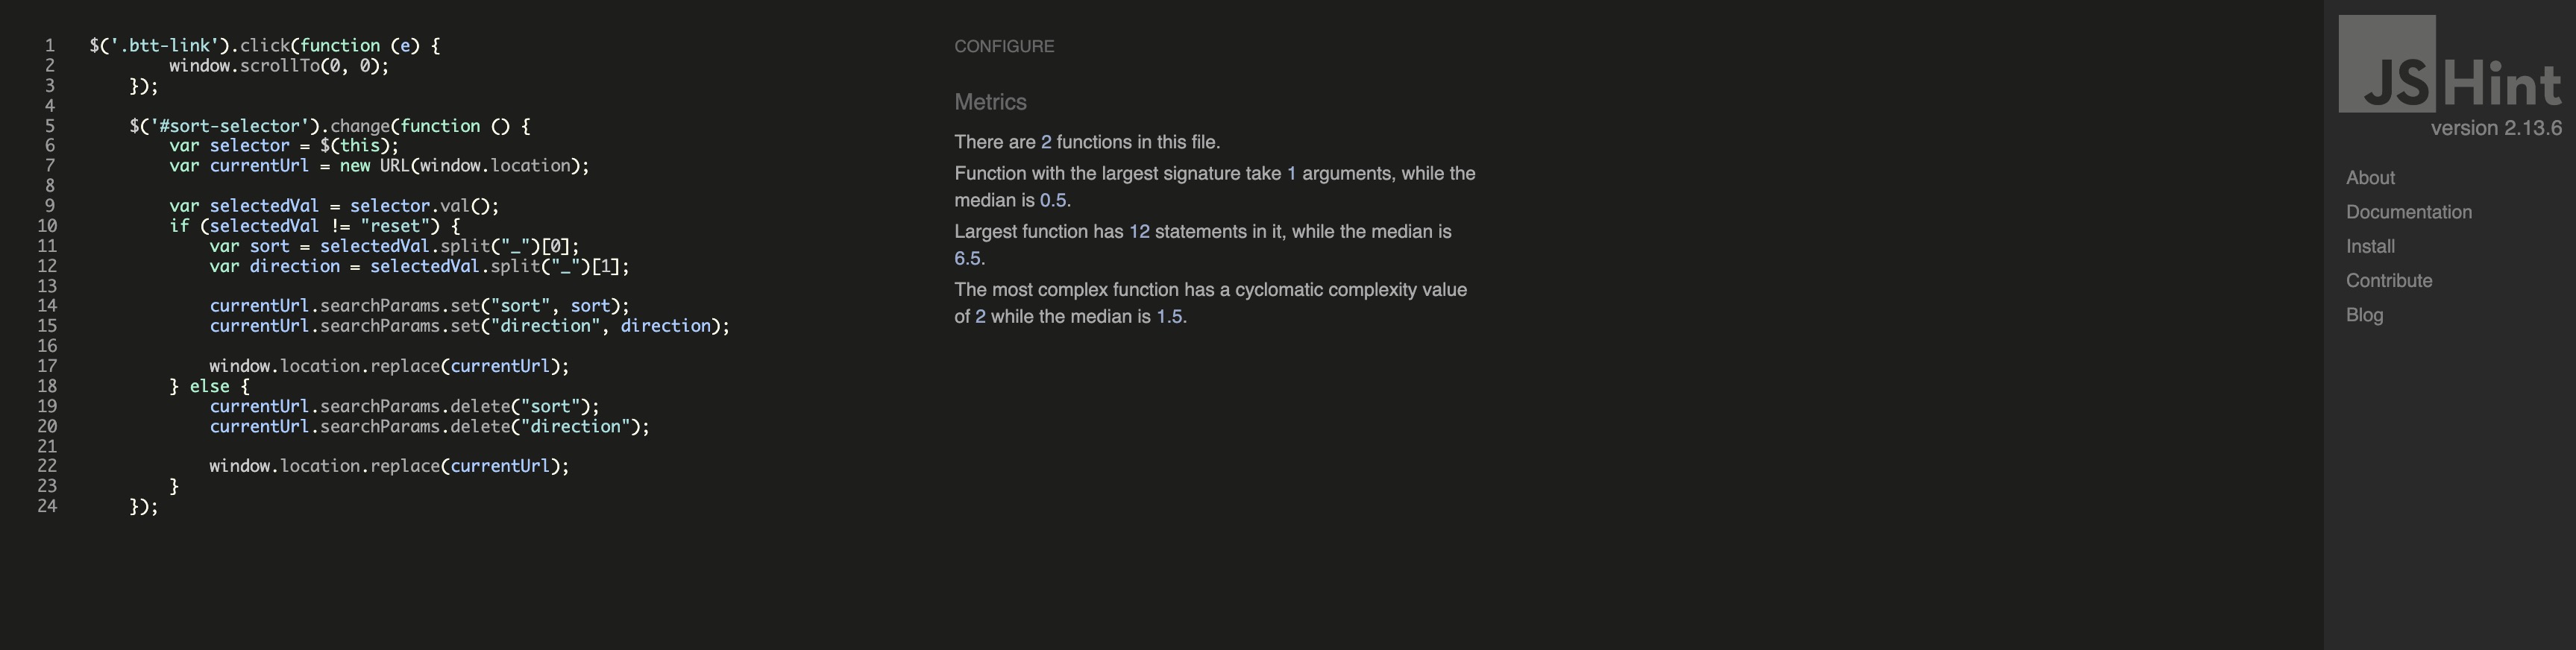 1 $('.btt-link').click(function (e) {
2 window.scrollTo(0, 0);
3 });
4
5 $('#sort-selector').change(function () {
6 var selector = $(this);
7 var currentUrl = new URL(window.location);
8
9 var selectedVal = selector.val();
10 if (selectedVal != "reset") {
11 var sort = selectedVal.split("_")[0];
12 var direction = selectedVal.split("_")[1];
13
14 currentUrl.searchParams.set("sort", sort);
15 currentUrl.searchParams.set("direction", direction);
16
17 window.location.replace(currentUrl);
18 } else {
19 currentUrl.searchParams.delete("sort");
20 currentUrl.searchParams.delete("direction");
21
22 window.location.replace(currentUrl);
23 }
24 });
CONFIGURE
Metrics
There are 2 functions in this file.
Function with the largest signature take 1 arguments, while the
median is 0.5.
Largest function has 12 statements in it, while the median is
6.5.
The most complex function has a cyclomatic complexity value
of 2 while the median is 1.5.
JSHint
version 2.13.6
About
Documentation
Install
Contribute
Blog